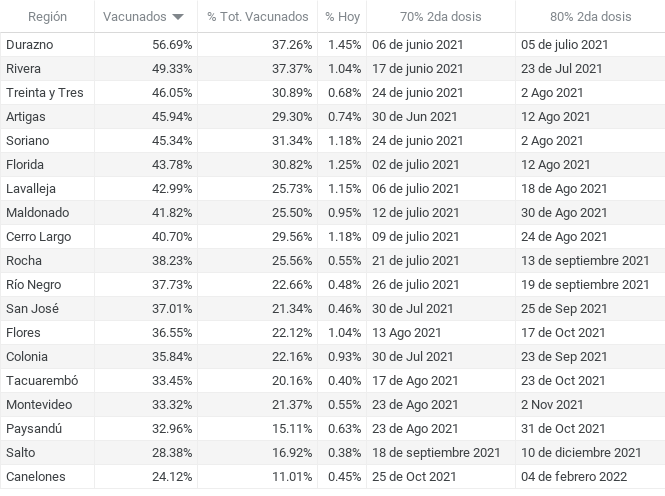 Región Vacunados % Tot. Vacunados % Hoy 70% 2da dosis 80% 2da dosis
Durazno 56.69% 37.26% 1.45% 06 de junio 2021 05 de julio 2021
Rivera 49.33% 37.37% 1.04% 17 de junio 2021 23 de Jul 2021
Treinta y Tres 46.05% 30.89% 0.68% 24 de junio 2021 2 Ago 2021
Artigas 45.94% 29.30% 0.74% 30 de Jun 2021 12 Ago 2021
Soriano 45.34% 31.34% 1.18% 24 de junio 2021 2 Ago 2021
Florida 43.78% 30.82% 1.25% 02 de julio 2021 12 Ago 2021
Lavalleja 42.99% 25.73% 1.15% 06 de julio 2021 18 de Ago 2021
Maldonado 41.82% 25.50% 0.95% 12 de julio 2021 30 de Ago 2021
Cerro Largo 40.70% 29.56% 1.18% 09 de julio 2021 24 de Ago 2021
Rocha 38.23% 25.56% 0.55% 21 de julio 2021 13 de septiembre 2021
Río Negro 37.73% 22.66% 0.48% 26 de julio 2021 19 de septiembre 2021
San José 37.01% 21.34% 0.46% 30 de Jul 2021 25 de Sep 2021
Flores 36.55% 22.12% 1.04% 13 Ago 2021 17 de Oct 2021
Colonia 35.84% 22.16% 0.93% 30 de Jul 2021 23 de Sep 2021
Tacuarembó 33.45% 20.16% 0.40% 17 de Ago 2021 23 de Oct 2021
Montevideo 33.32% 21.37% 0.55% 23 de Ago 2021 2 Nov 2021
Paysandú 32.96% 15.11% 0.63% 23 de Ago 2021 31 de Oct 2021
Salto 28.38% 16.92% 0.38% 18 de septiembre 2021 10 de diciembre 2021
Canelones 24.12% 11.01% 0.45% 25 de Oct 2021 04 de febrero 2022